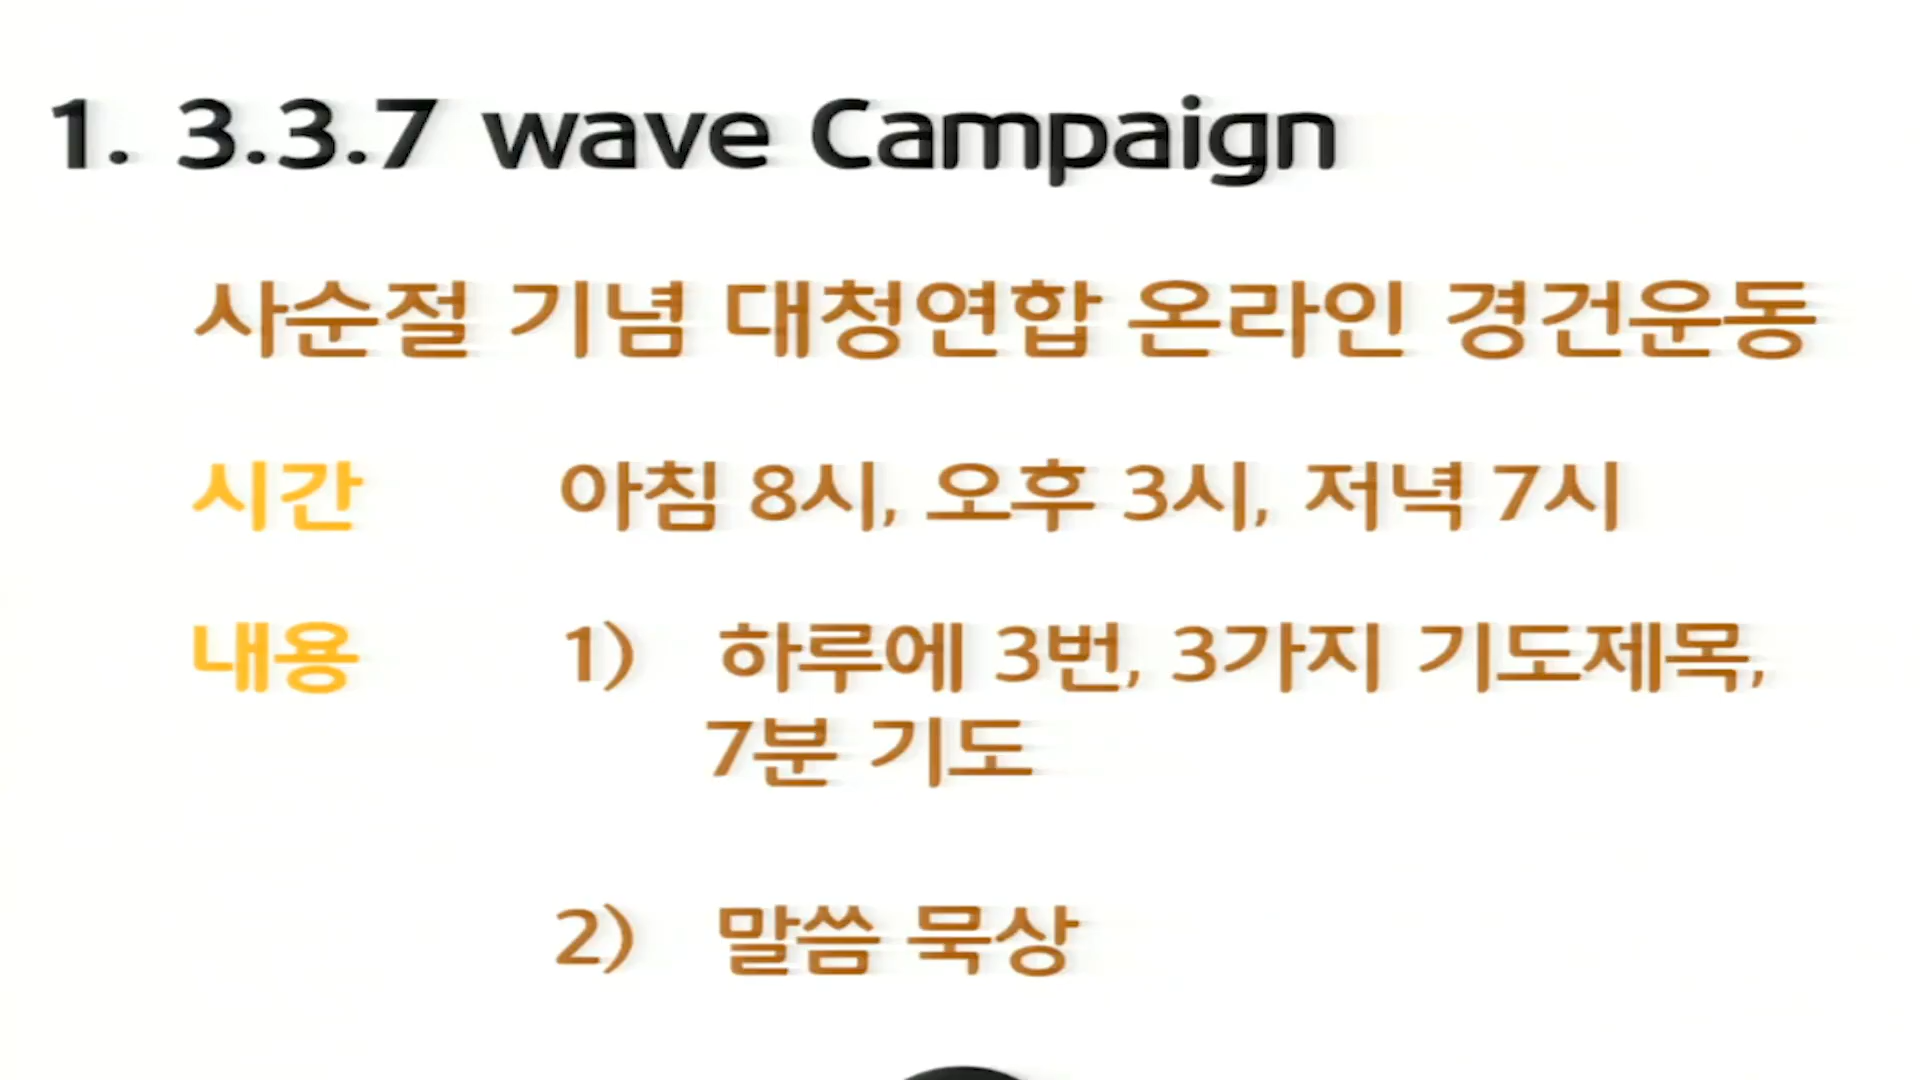 1. 3.3.7 wave Campaign
사순절 기념 대청연합 온라인 경건운동
시간 아침 8시, 오후 3시, 저녁 7시
내용 1) 하루에 3번, 3가지 기도제목,
7분 기도
2) 말씀 묵상